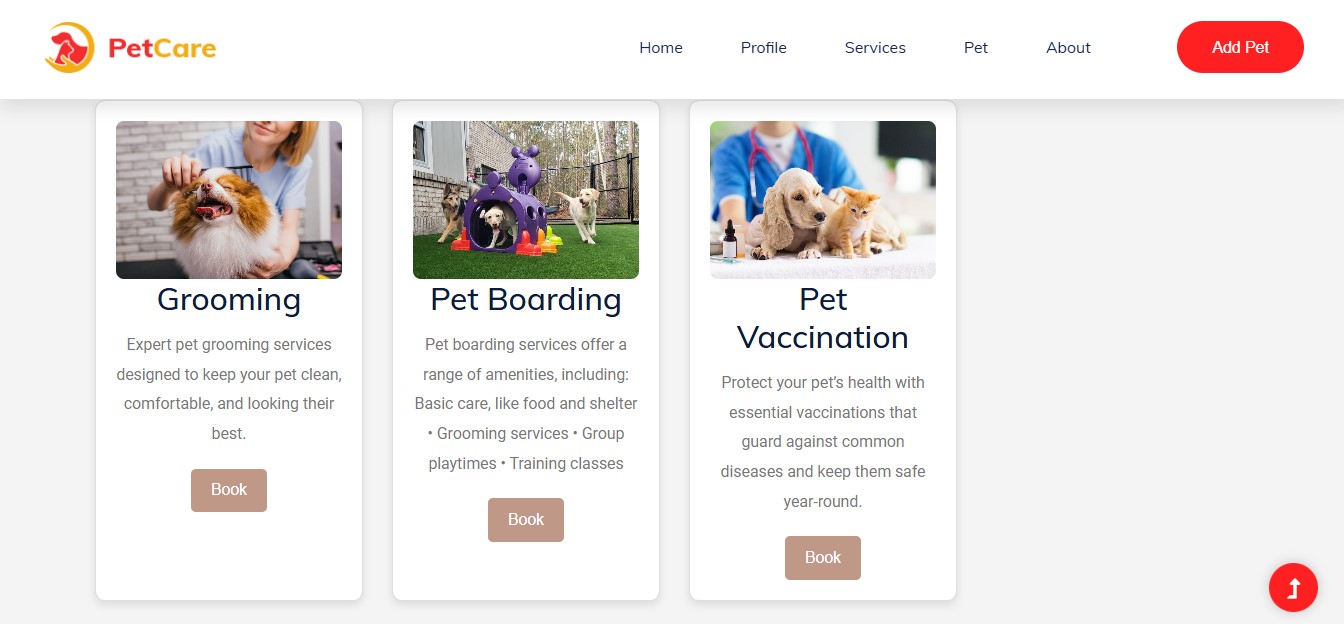 PetCare
Home Profile Services Pet About Add Pet
Grooming
Expert pet grooming services
designed to keep your pet clean,
comfortable, and looking their
best.
Book
Pet Boarding
Pet boarding services offer a
range of amenities, including:
Basic care, like food and shelter
• Grooming services • Group
playtimes • Training classes
Book
Pet
Vaccination
Protect your pet’s health with
essential vaccinations that
guard against common
diseases and keep them safe
year-round.
Book